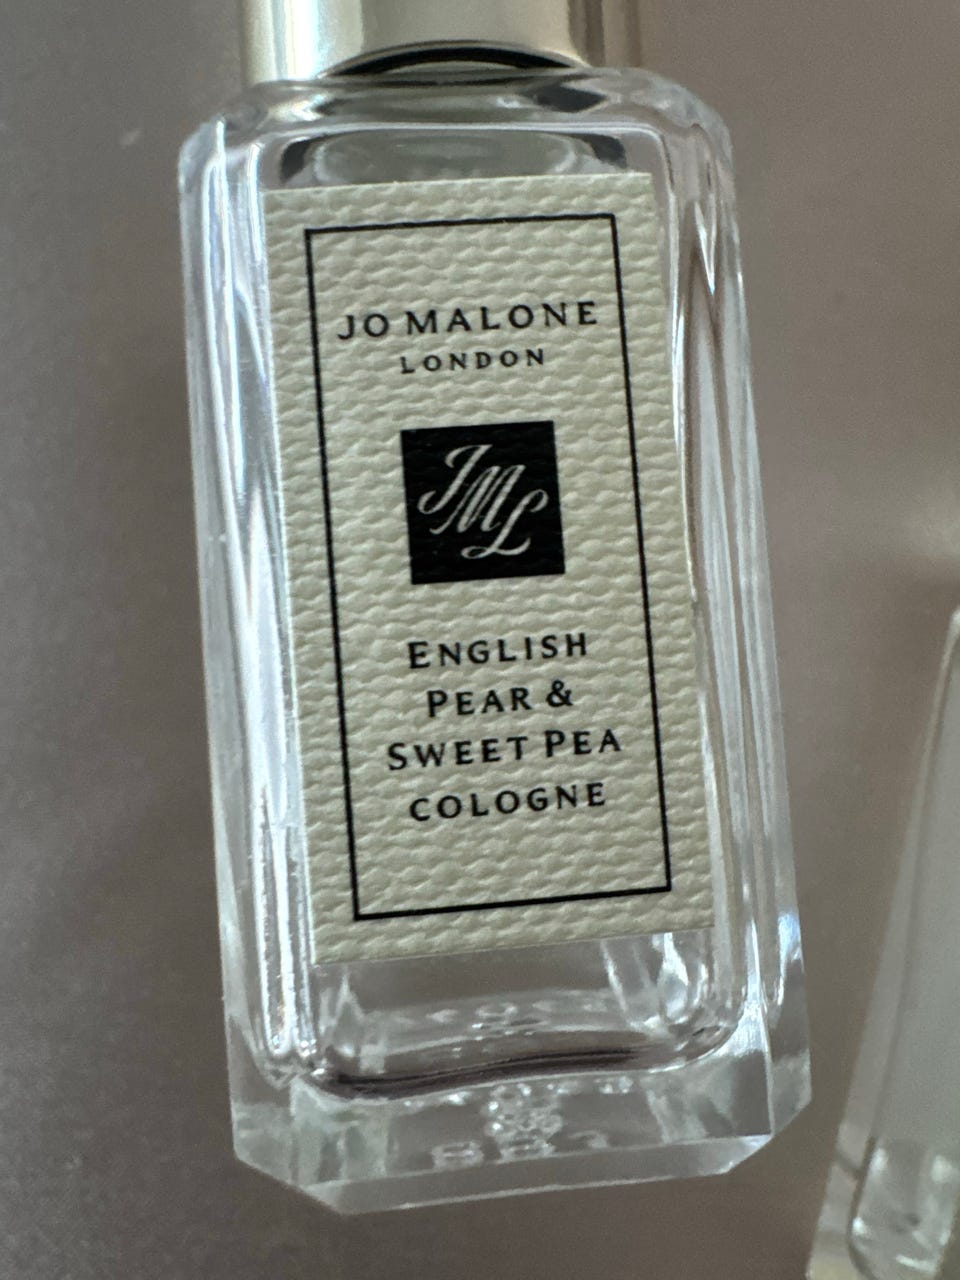 JO MALONE
LONDON
JML
ENGLISH
PEAR &
SWEET PEA
COLOGNE